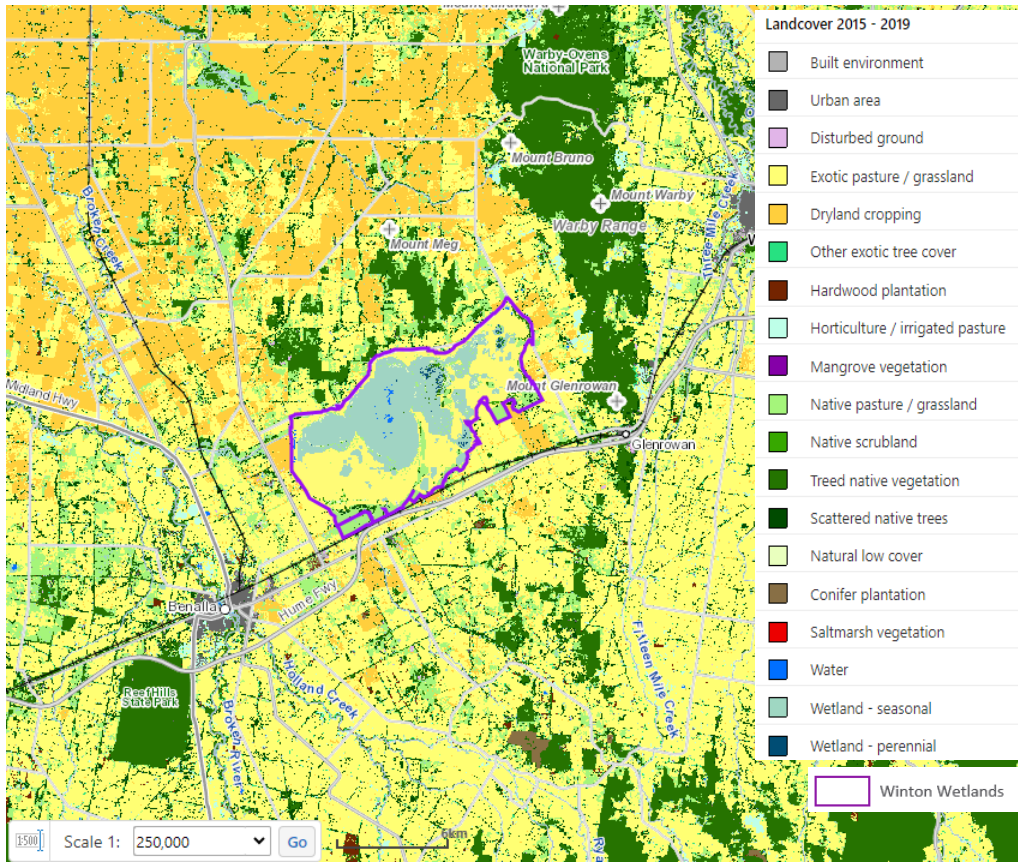 Warby-Ovens
National Park
Mount Bruno
Mount Warby
Warby Range
Three Mile Creek
Broken Creek
Mount Meg
Midland Hwy
Mount Glenrowan
Glenrowan
Benalla
Hume Fwy
Reef Hills
State Park
Holland Creek
Broken River
Fifteen Mile Creek
Landcover 2015 - 2019
Built environment
Urban area
Disturbed ground
Exotic pasture / grassland
Dryland cropping
Other exotic tree cover
Hardwood plantation
Horticulture / irrigated pasture
Mangrove vegetation
Native pasture / grassland
Native scrubland
Treed native vegetation
Scattered native trees
Natural low cover
Conifer plantation
Saltmarsh vegetation
Water
Wetland - seasonal
Wetland - perennial
Winton Wetlands
1:500
Scale 1: 250,000 Go
6km